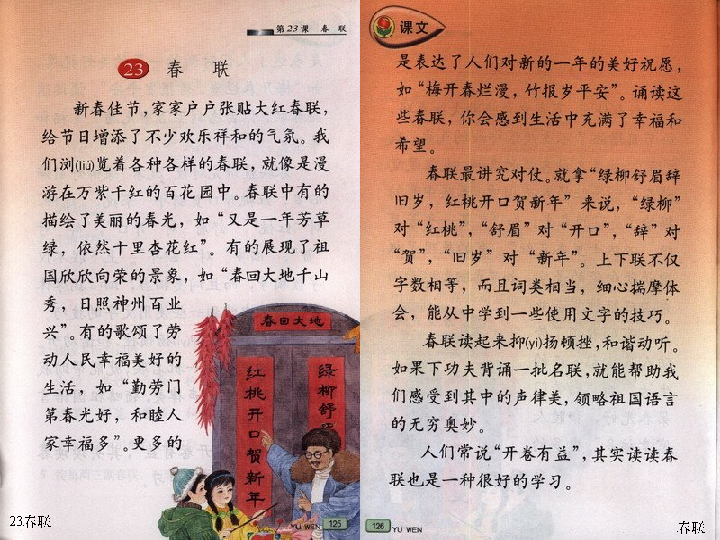 第23课 春联
23 春 联
新春佳节，家家户户张贴大红春联，
给节日增添了不少欢乐祥和的气氛。我
们浏(liú)览着各种各样的春联，就像是漫
游在万紫千红的百花园中。春联中有的
描绘了美丽的春光，如“又是一年芳草
绿，依然十里杏花红”。有的展现了祖
国欣欣向荣的景象，如“春回大地千山
秀，日照神州百业
兴”。有的歌颂了劳
动人民幸福美好的
生活，如“勤劳门
第春光好，和睦人
家幸福多”。更多的
春回大地
红桃开口贺新年
绿柳舒
YU WEN 125
23春联
课文
是表达了人们对新的一年的美好祝愿，
如“梅开春烂漫，竹报岁平安”。诵读这
些春联，你会感到生活中充满了幸福和
希望。
春联最讲究对仗。就拿“绿柳舒眉辞
旧岁，红桃开口贺新年”来说，“绿柳”
对“红桃”，“舒眉”对“开口”，“辞”对
“贺”，“旧岁”对“新年”。上下联不仅
字数相等，而且词类相当，细心揣摩体
会，能从中学到一些使用文字的技巧。
春联读起来抑(yì)扬顿挫，和谐动听。
如果下功夫背诵一批名联，就能帮助我
们感受到其中的声律美，领略祖国语言
的无穷奥妙。
人们常说“开卷有益”，其实读读春
联也是一种很好的学习。
126 YU WEN
春联